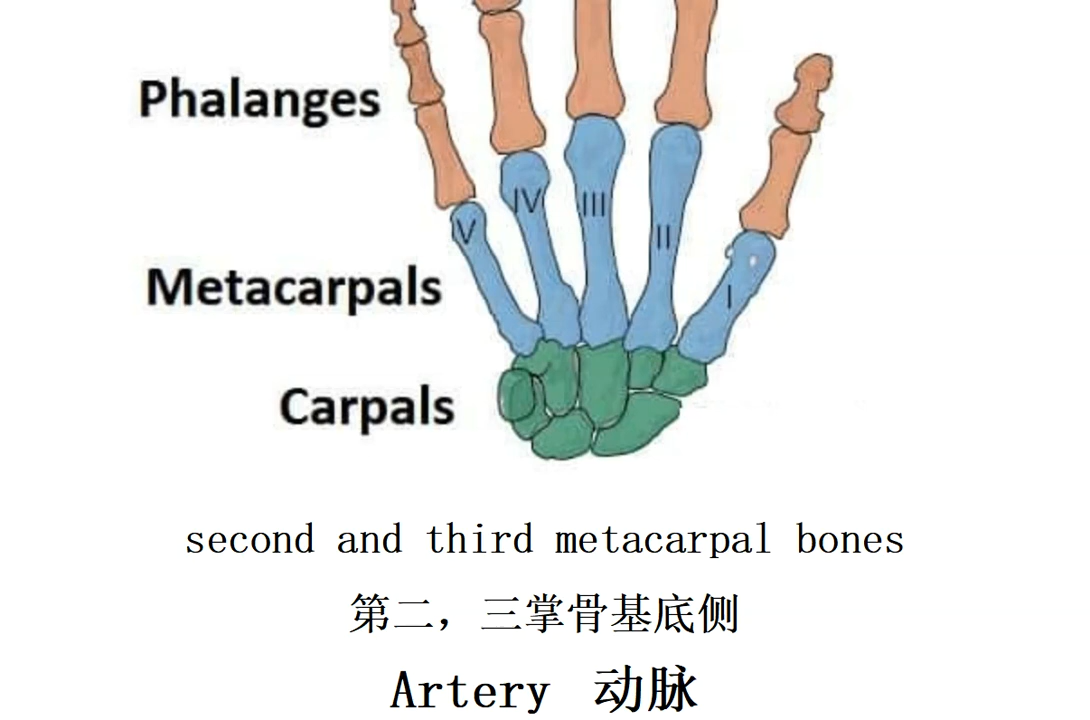 Phalanges
IV
III
V
II
Metacarpals
I
Carpals
second and third metacarpal bones
第二，三掌骨基底侧
Artery 动脉